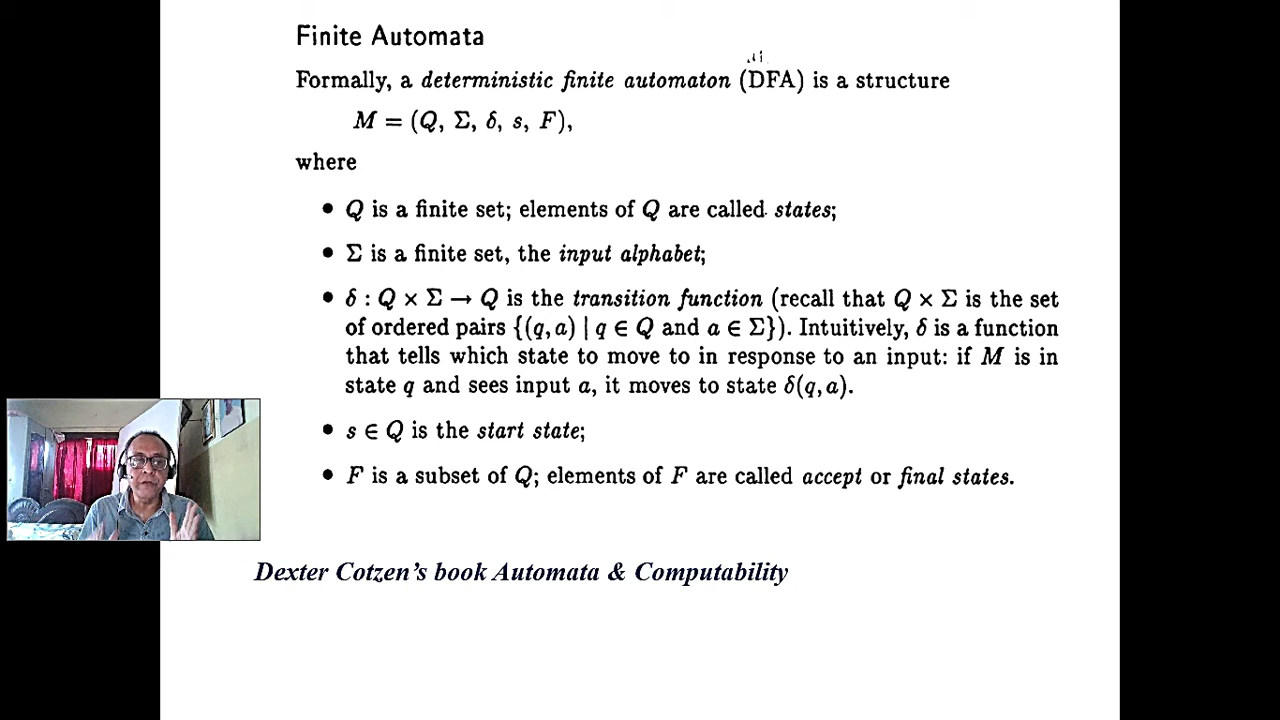 Finite Automata
Formally, a deterministic finite automaton (DFA) is a structure
M = (Q, Σ, δ, s, F),
where
• Q is a finite set; elements of Q are called states;
• Σ is a finite set, the input alphabet;
• δ : Q × Σ → Q is the transition function (recall that Q × Σ is the set
of ordered pairs {(q, a) | q ∈ Q and a ∈ Σ}). Intuitively, δ is a function
that tells which state to move to in response to an input: if M is in
state q and sees input a, it moves to state δ(q, a).
• s ∈ Q is the start state;
• F is a subset of Q; elements of F are called accept or final states.
Dexter Cotzen's book Automata & Computability